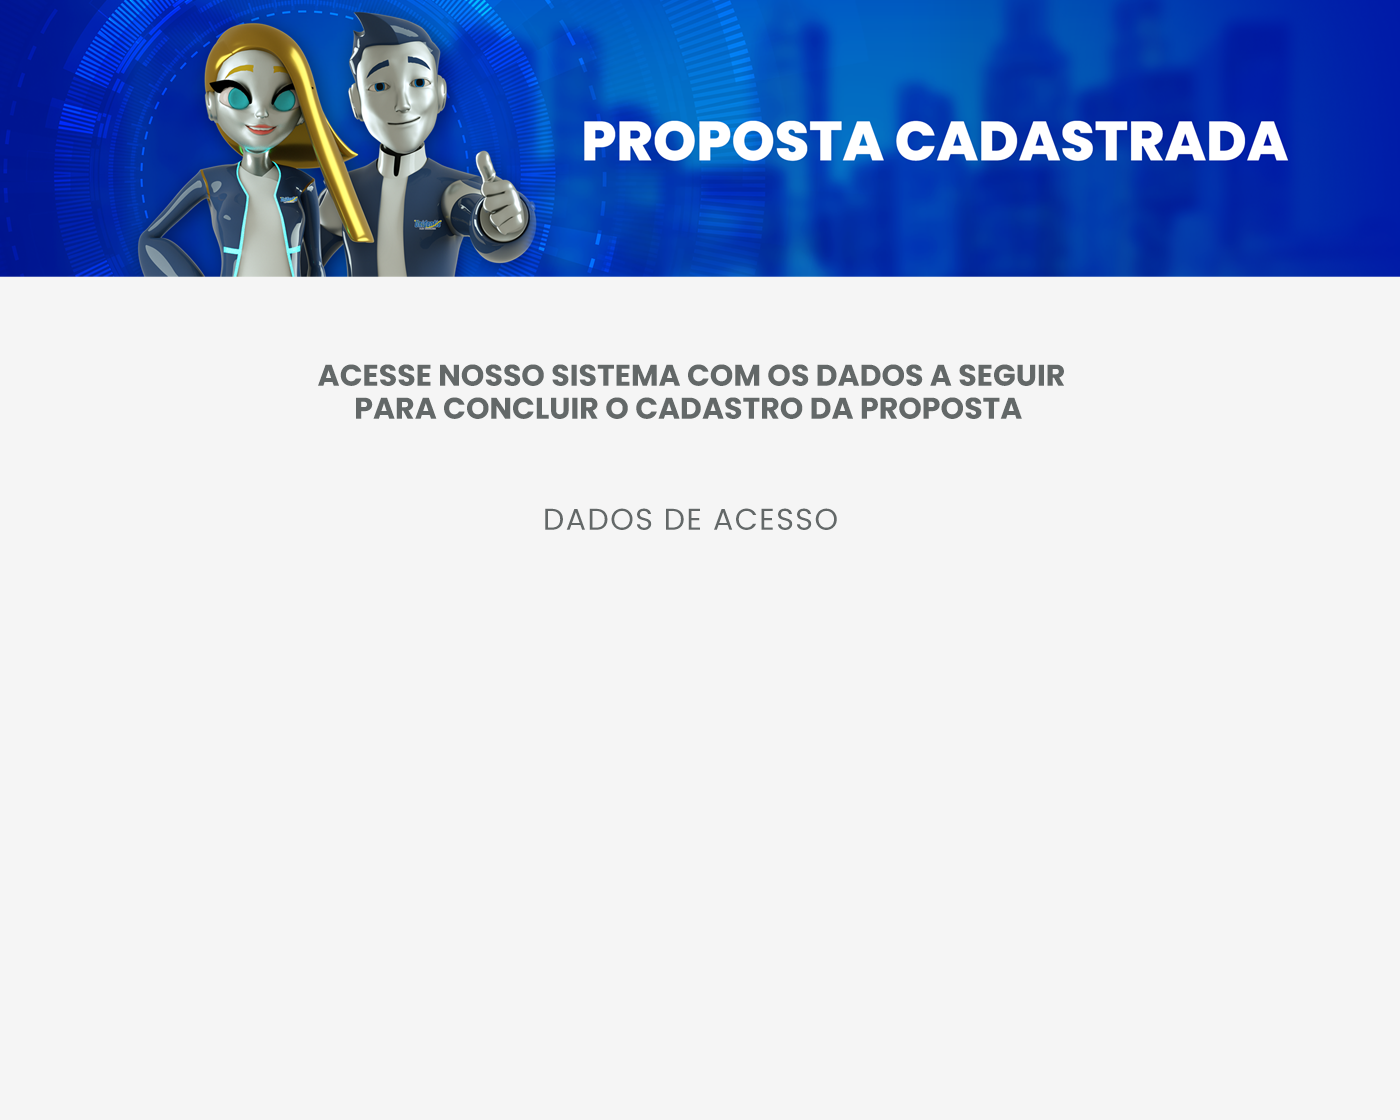 PROPOSTA CADASTRADA
ACESSE NOSSO SISTEMA COM OS DADOS A SEGUIR
PARA CONCLUIR O CADASTRO DA PROPOSTA
DADOS DE ACESSO